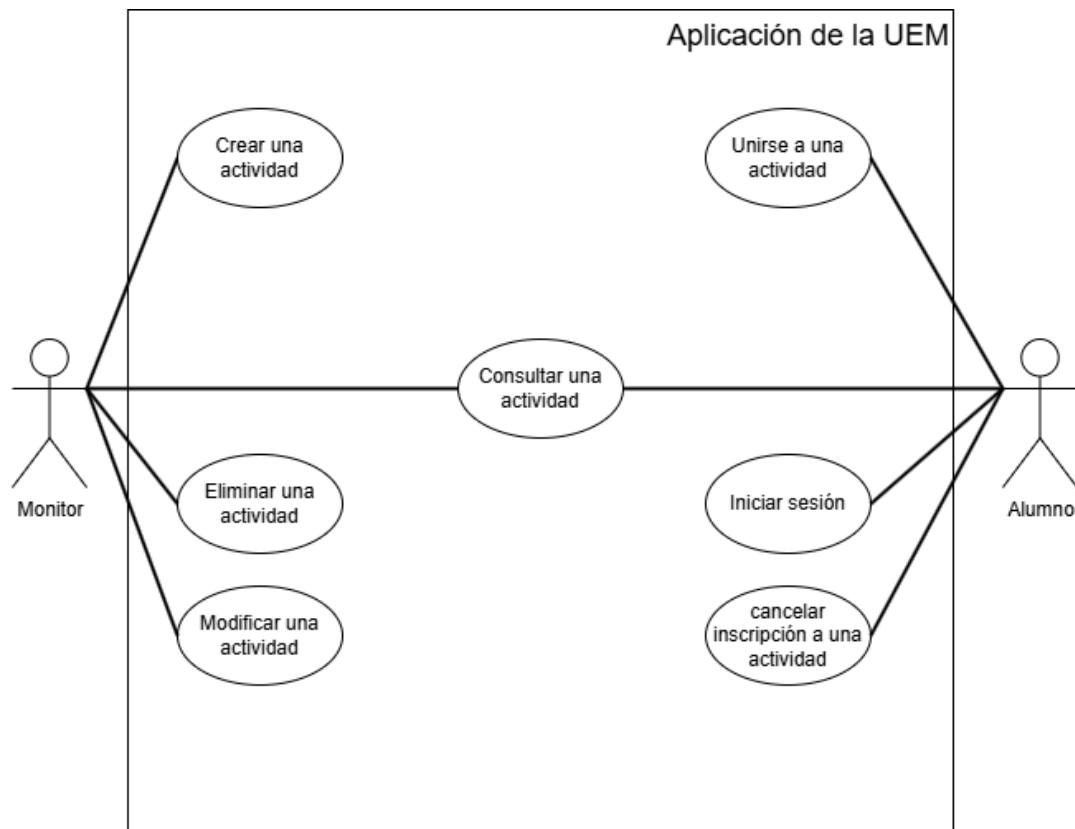 Aplicación de la UEM
Crear una
actividad
Unirse a una
actividad
Consultar una
actividad
Monitor
Eliminar una
actividad
Iniciar sesión
Alumno
Modificar una
actividad
cancelar
inscripción a una
actividad